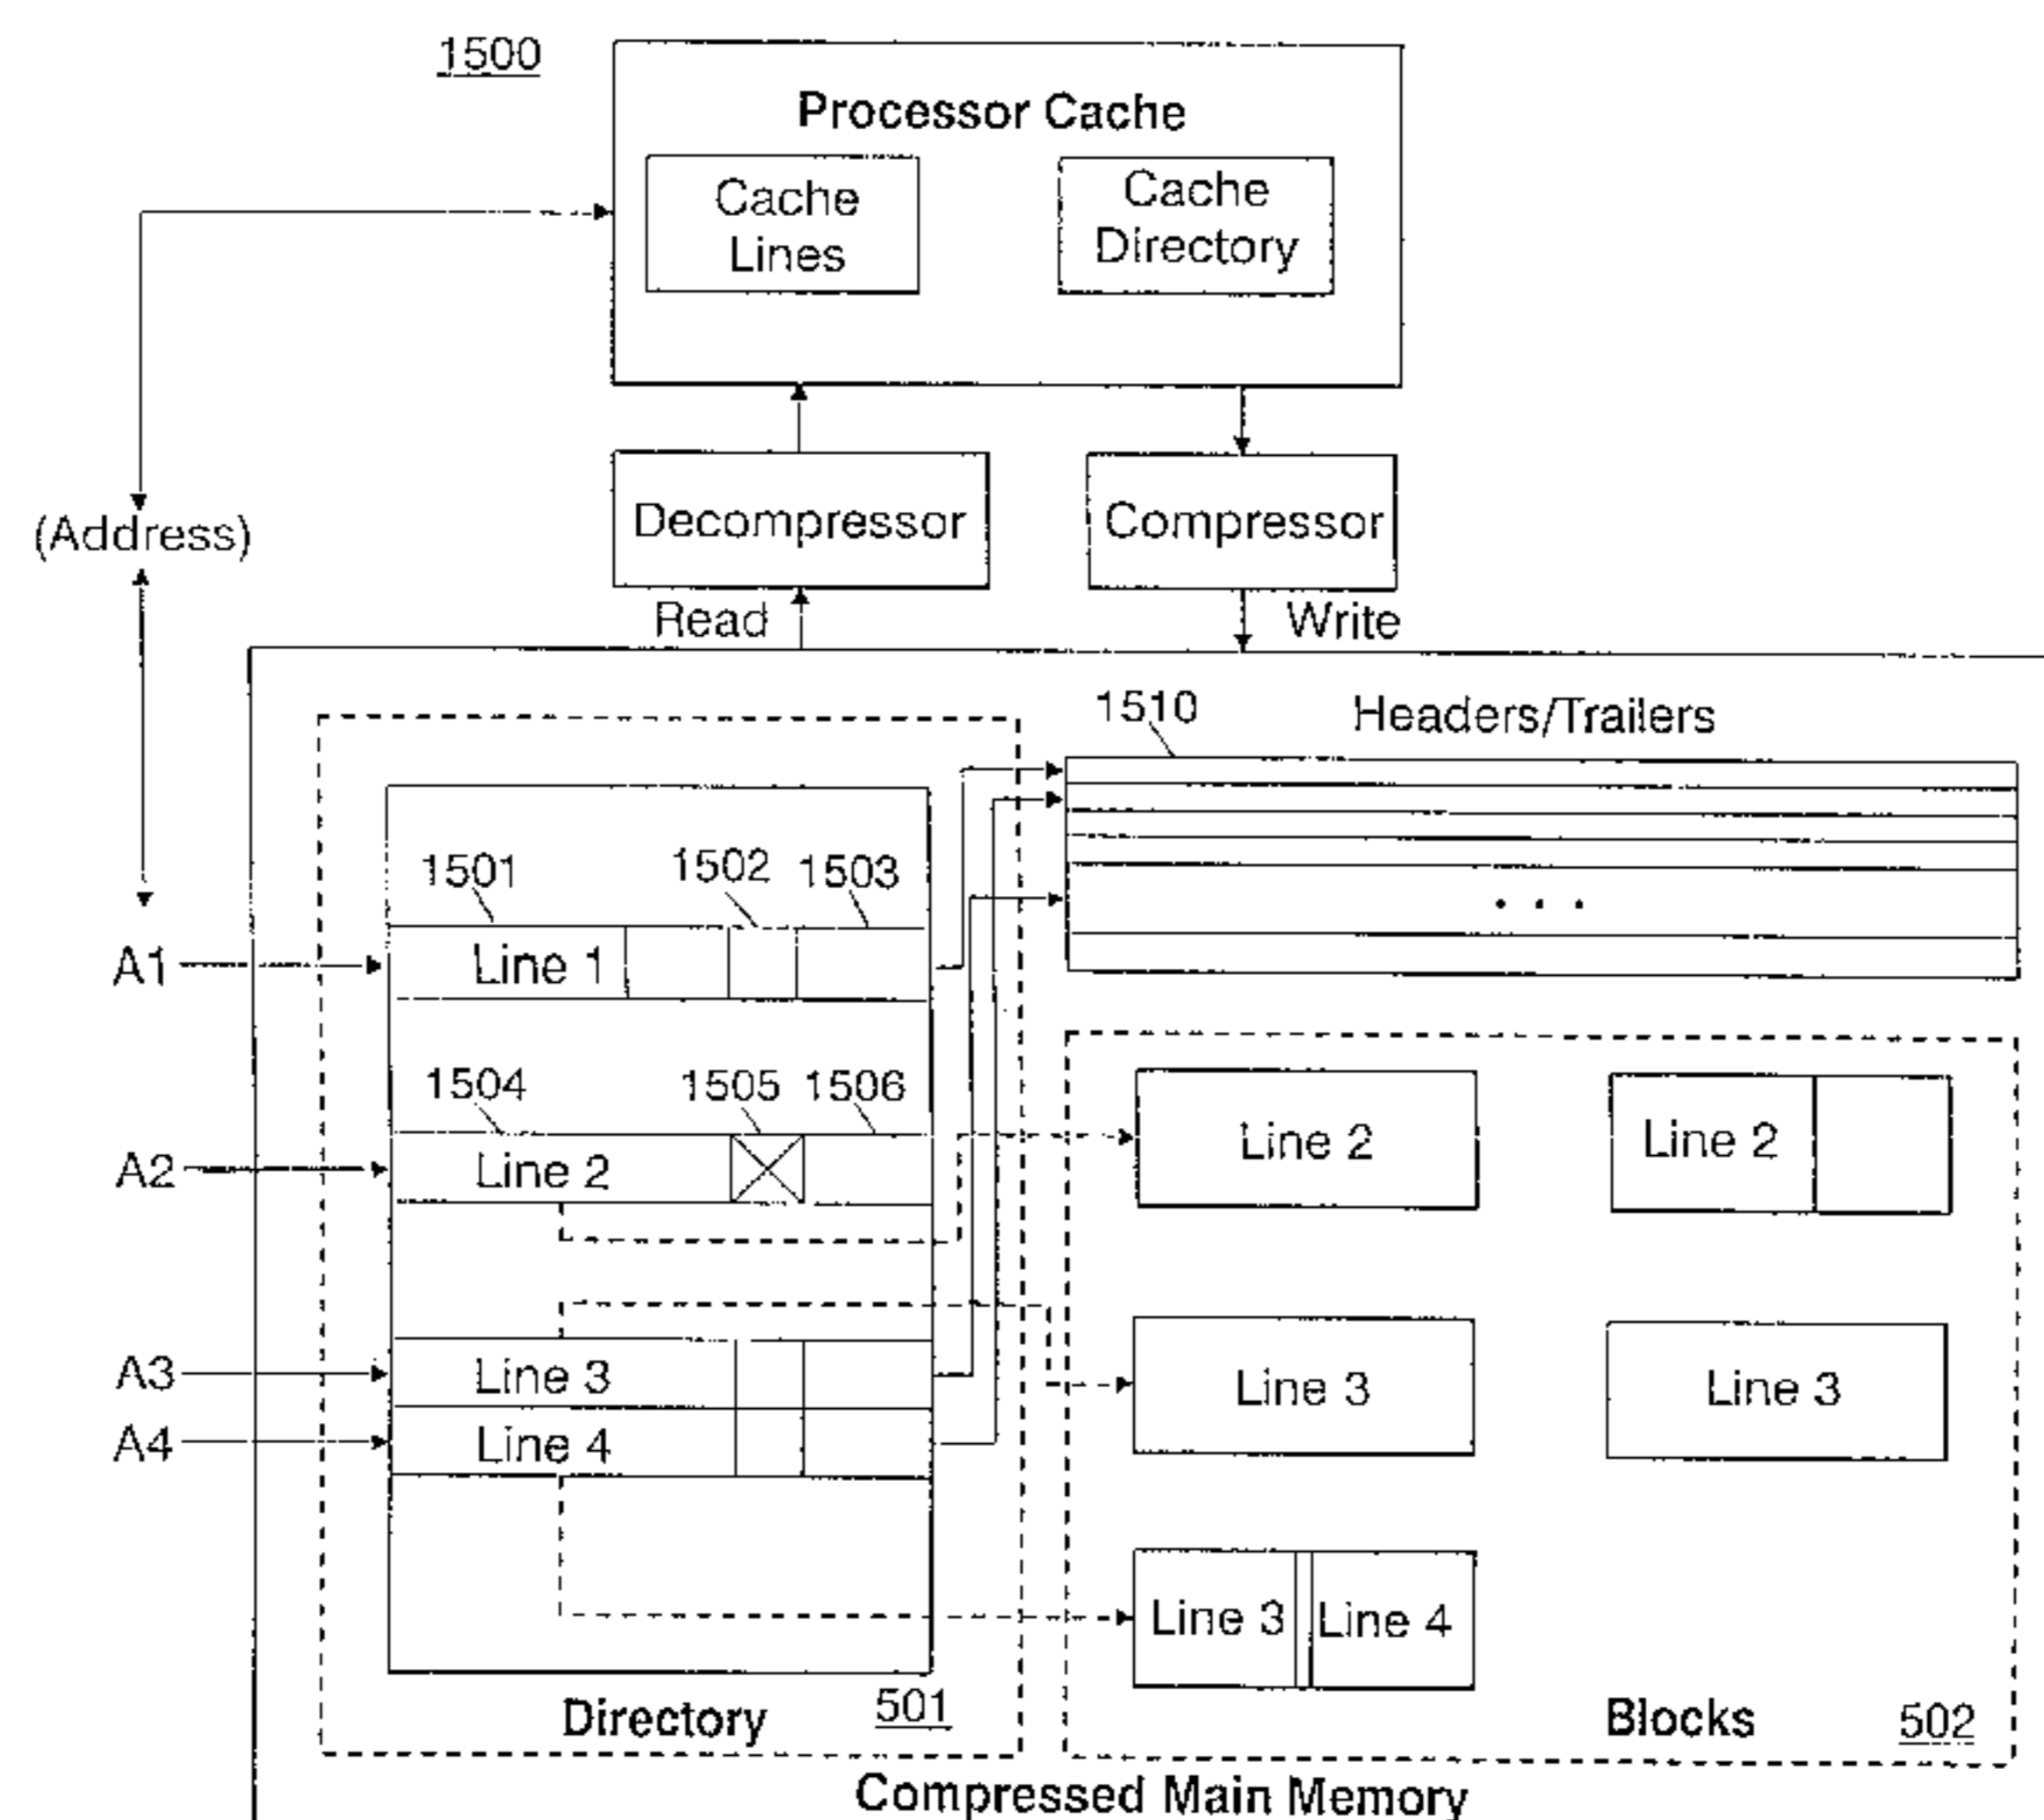 1500
Processor Cache
Cache
Lines
Cache
Directory
(Address)
Decompressor
Compressor
Read
Write
1510
Headers/Trailers
1501
1502
1503
A1
Line 1
. . .
1504
1505
1506
A2
Line 2
Line 2
Line 2
A3
Line 3
Line 3
Line 3
A4
Line 4
Line 3
Line 4
Directory
501
Blocks
502
Compressed Main Memory